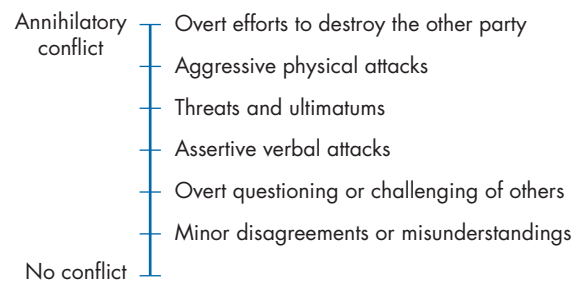 Annihilatory
conflict
Overt efforts to destroy the other party
Aggressive physical attacks
Threats and ultimatums
Assertive verbal attacks
Overt questioning or challenging of others
Minor disagreements or misunderstandings
No conflict